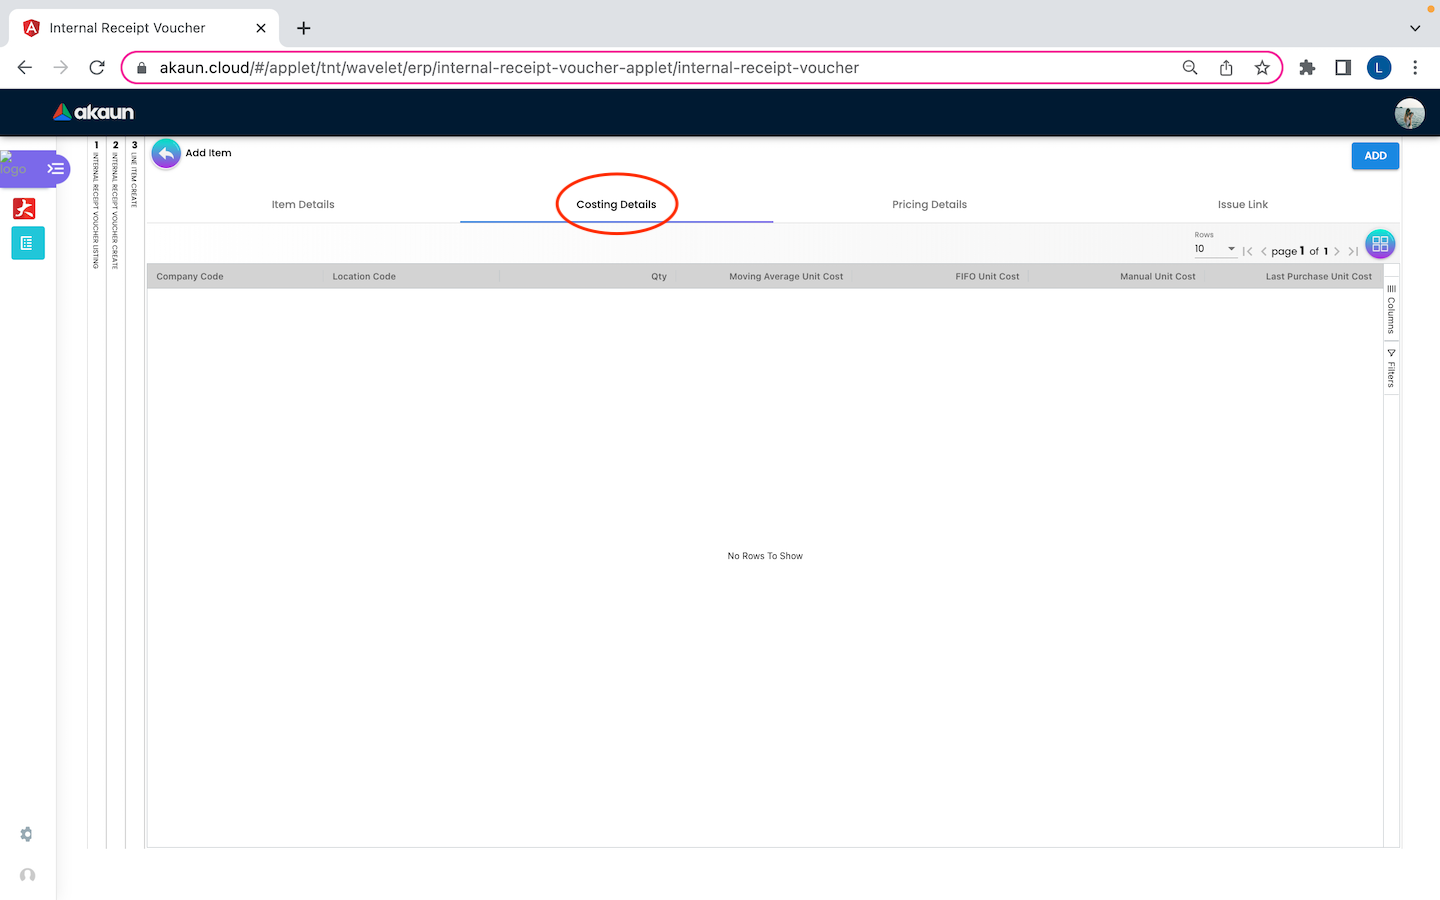 Internal Receipt Voucher
akaun.cloud/#/applet/tnt/wavelet/erp/internal-receipt-voucher-applet/internal-receipt-voucher
L
akaun
logo
1 INTERNAL RECEIPT VOUCHER LISTING
2 INTERNAL RECEIPT VOUCHER CREATE
3 LINE ITEM CREATE
Add Item
ADD
Item Details
Costing Details
Pricing Details
Issue Link
Rows
10
page 1 of 1
Company Code
Location Code
Qty
Moving Average Unit Cost
FIFO Unit Cost
Manual Unit Cost
Last Purchase Unit Cost
Columns
Filters
No Rows To Show